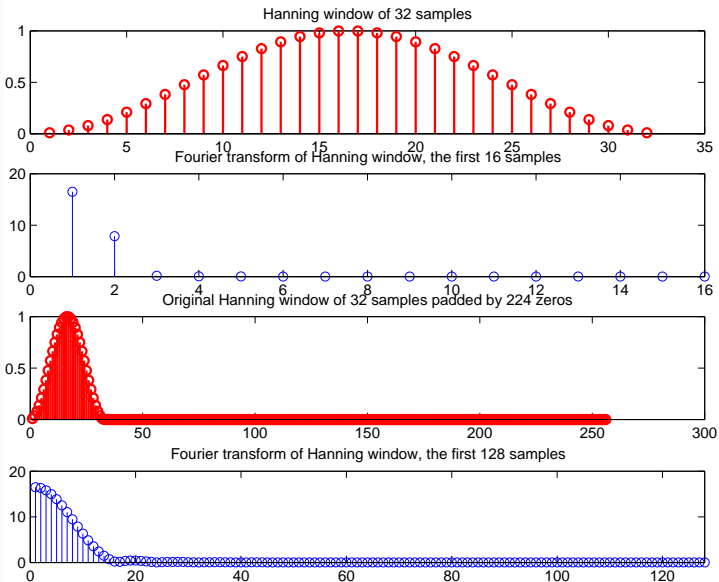 Hanning window of 32 samples
1
0.5
0
0 5 10 15 20 25 30 35
Fourier transform of Hanning window, the first 16 samples
20
10
0
0 2 4 6 8 10 12 14 16
Original Hanning window of 32 samples padded by 224 zeros
1
0.5
0
0 50 100 150 200 250 300
Fourier transform of Hanning window, the first 128 samples
20
10
0
0 20 40 60 80 100 120